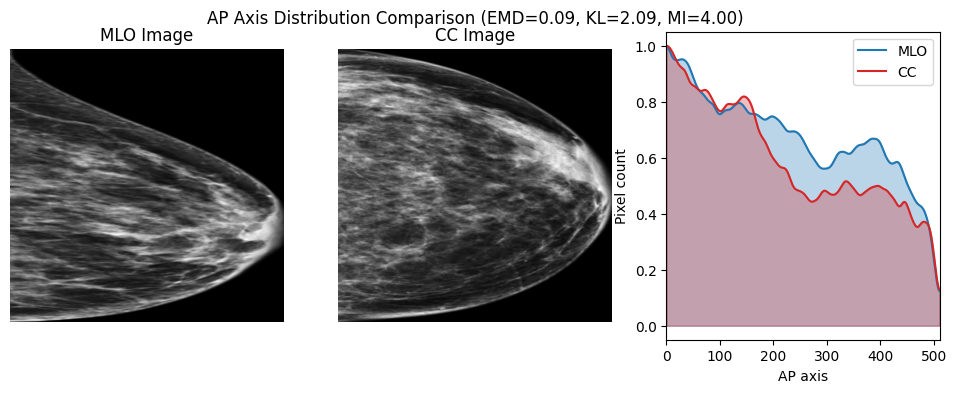 AP Axis Distribution Comparison (EMD=0.09, KL=2.09, MI=4.00)
MLO Image
CC Image
MLO
CC
Pixel count
1.0
0.8
0.6
0.4
0.2
0.0
0 100 200 300 400 500
AP axis